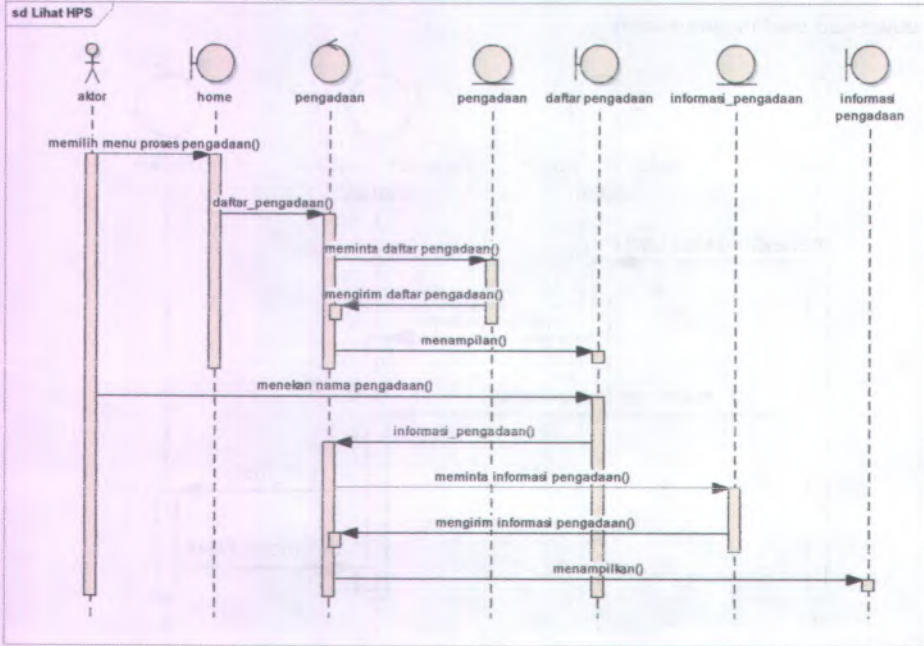 sd Lihat HPS
aktor
home
pengadaan
pengadaan
daftar pengadaan
informasi_pengadaan
informasi
pengadaan
memilih menu proses pengadaan()
daftar_pengadaan()
meminta daftar pengadaan()
mengirim daftar pengadaan()
menampilan()
menekan nama pengadaan()
informasi_pengadaan()
meminta informasi pengadaan()
mengirim informasi pengadaan()
menampilkan()